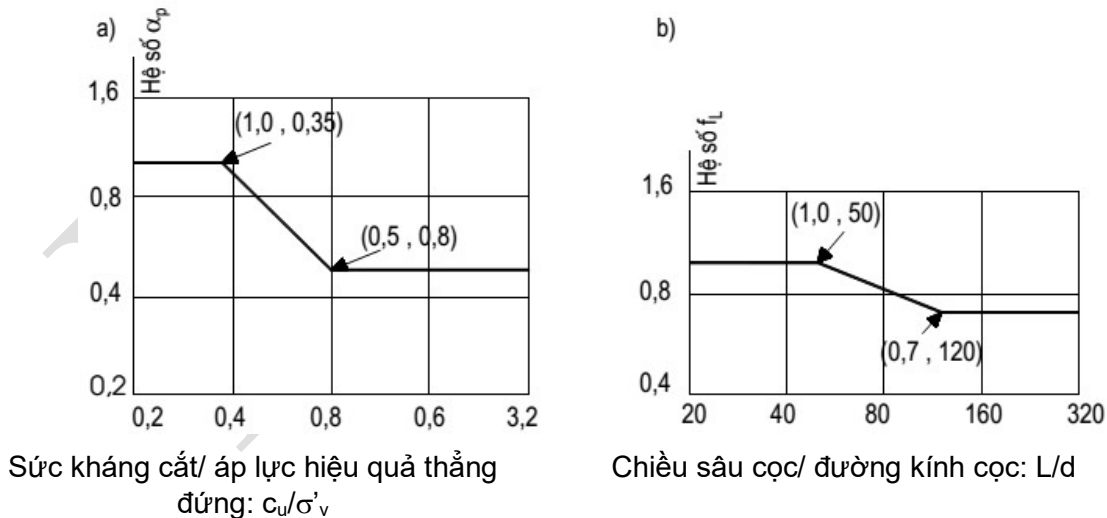 a)
Hệ số αp
1,6
(1,0 , 0,35)
0,8
(0,5 , 0,8)
0,4
0,2
0,2 0,4 0,8 0,6 3,2
Sức kháng cắt/ áp lực hiệu quả thẳng
đứng: cu/σ’v
b)
Hệ số fL
1,6
(1,0 , 50)
0,8
(0,7 , 120)
0,4
20 40 80 160 320
Chiều sâu cọc/ đường kính cọc: L/d